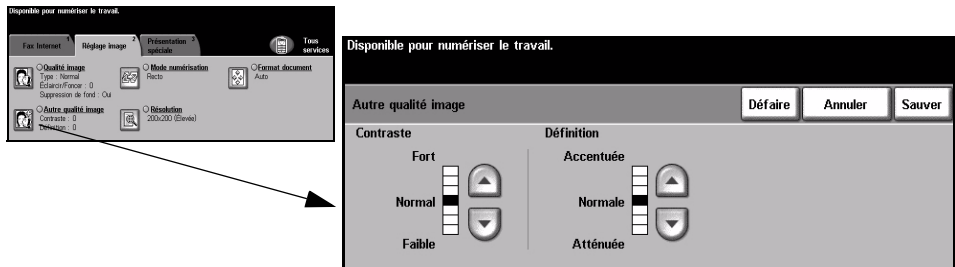 Disponible pour numériser le travail.
Fax Internet 1
Réglage image 2
Présentation spéciale 3
Tous services
Qualité image
Type : Normal
Éclaircir/Foncer : 0
Suppression de fond : Oui
Mode numérisation
Recto
Format document
Auto
Autre qualité image
Contraste : 0
Définition : 0
Résolution
200x200 (Élevée)
Disponible pour numériser le travail.
Autre qualité image
Défaire
Annuler
Sauver
Contraste
Fort
Normal
Faible
Définition
Accentuée
Normale
Atténuée